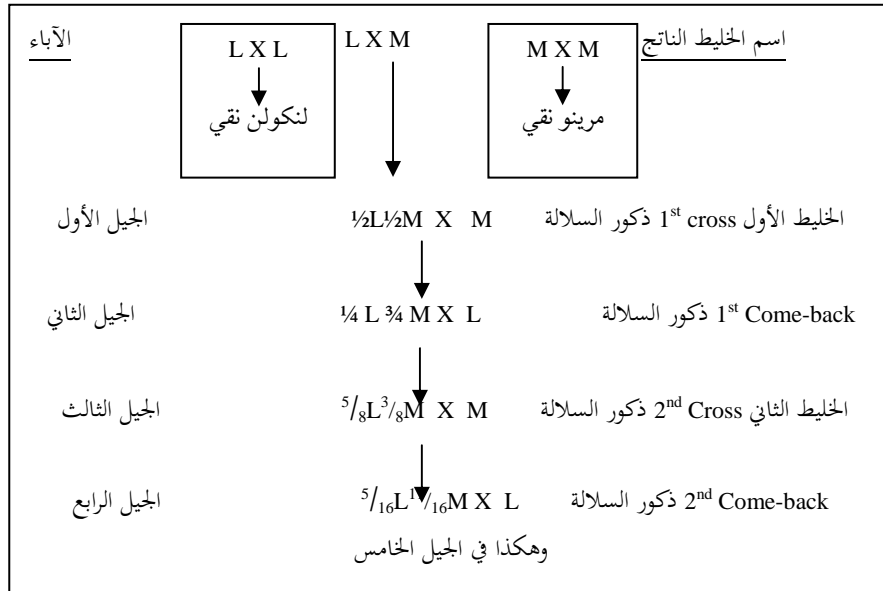 اسم الخليط الناتج M X M L X M L X L الآباء
مرينو نقي لنكولن نقي
الخليط الأول 1st cross ذكور السلالة ½L½M X M الجيل الأول
1st Come-back ذكور السلالة ¼ L ¾ M X L الجيل الثاني
الخليط الثاني 2nd Cross ذكور السلالة 5/8L3/8M X M الجيل الثالث
2nd Come-back ذكور السلالة 5/16L /16M X L الجيل الرابع
وهكذا في الجيل الخامس